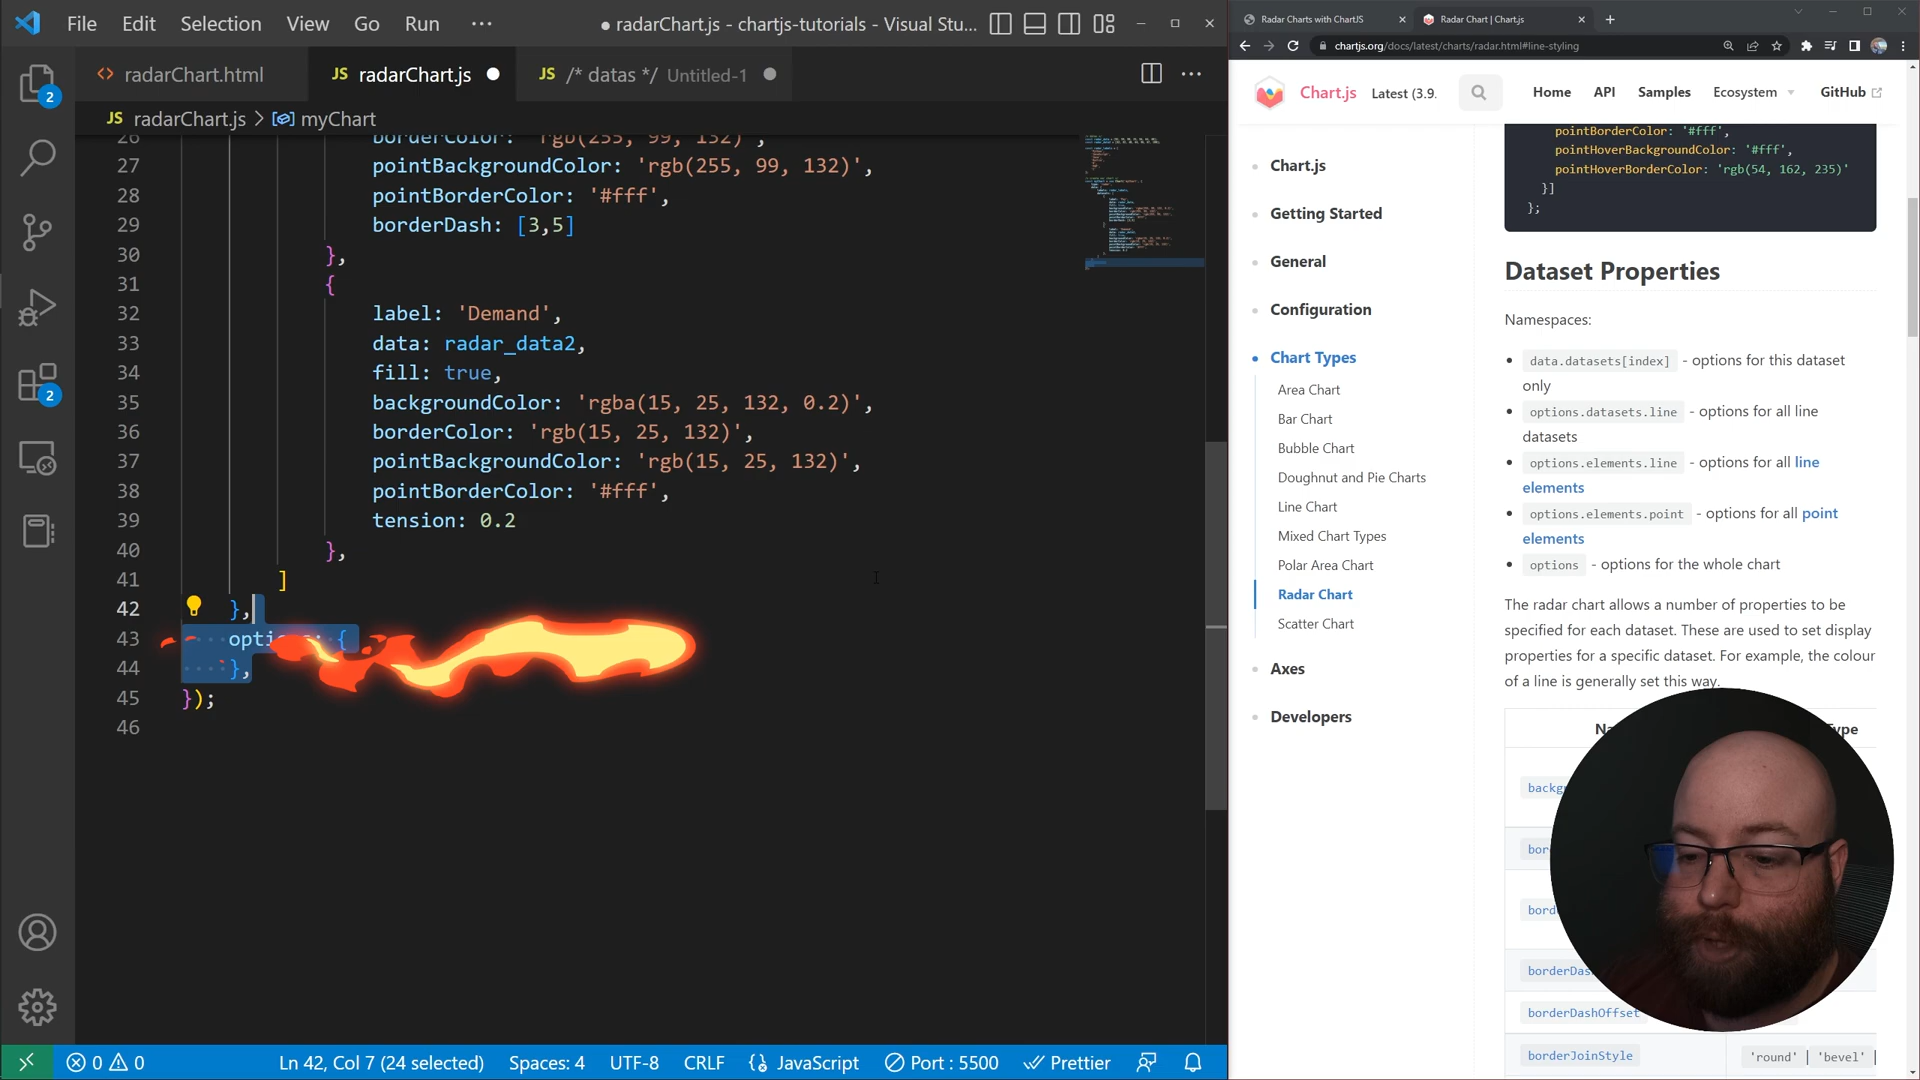 File Edit Selection View Go Run ···
● radarChart.js - chartjs-tutorials - Visual Stu...
radarChart.html
JS radarChart.js
JS /* datas */ Untitled-1
JS radarChart.js > myChart
26 borderColor: 'rgb(255, 99, 132)',
27 pointBackgroundColor: 'rgb(255, 99, 132)',
28 pointBorderColor: '#fff',
29 borderDash: [3,5]
30 },
31 {
32 label: 'Demand',
33 data: radar_data2,
34 fill: true,
35 backgroundColor: 'rgba(15, 25, 132, 0.2)',
36 borderColor: 'rgb(15, 25, 132)',
37 pointBackgroundColor: 'rgb(15, 25, 132)',
38 pointBorderColor: '#fff',
39 tension: 0.2
40 },
41 ]
42 },
43 {
44 },
45 });
46
2
2
0 0 Ln 42, Col 7 (24 selected) Spaces: 4 UTF-8 CRLF JavaScript Port : 5500 Prettier
Radar Charts with ChartJS
Radar Chart | Chart.js
chartjs.org/docs/latest/charts/radar.html#line-styling
Chart.js Latest (3.9. Home API Samples Ecosystem GitHub
Chart.js
Getting Started
General
Configuration
Chart Types
Area Chart
Bar Chart
Bubble Chart
Doughnut and Pie Charts
Line Chart
Mixed Chart Types
Polar Area Chart
Radar Chart
Scatter Chart
Axes
Developers
pointBorderColor: '#fff',
pointHoverBackgroundColor: '#fff',
pointHoverBorderColor: 'rgb(54, 162, 235)'
}]
};
Dataset Properties
Namespaces:
data.datasets[index] - options for this dataset
only
options.datasets.line - options for all line
datasets
options.elements.line - options for all line
elements
options.elements.point - options for all point
elements
options - options for the whole chart
The radar chart allows a number of properties to be
specified for each dataset. These are used to set display
properties for a specific dataset. For example, the colour
of a line is generally set this way.
borderDashOffset
borderJoinStyle 'round' | 'bevel' |